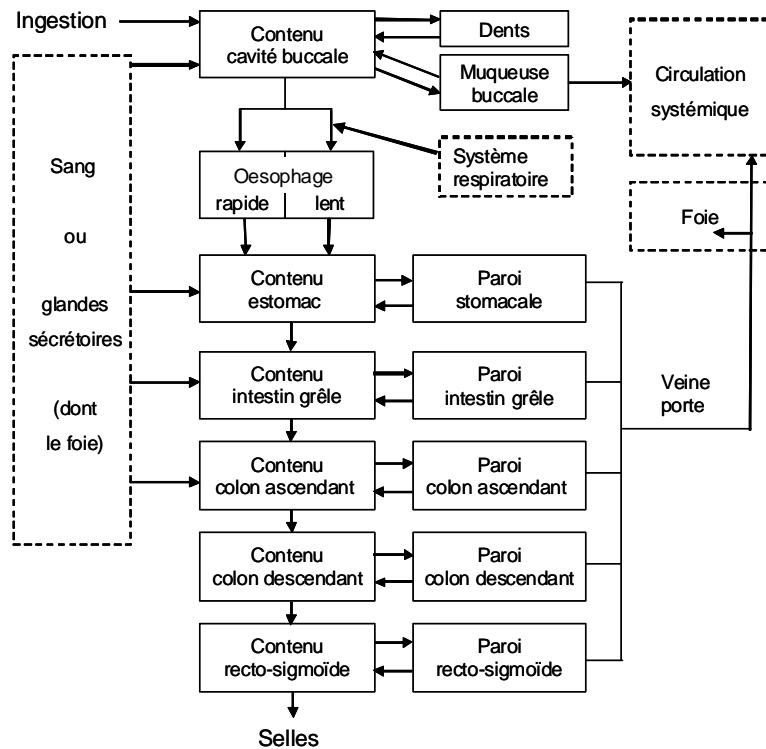 Ingestion
Contenu
cavité buccale
Dents
Muqueuse
buccale
Circulation
systémique
Sang
ou
glandes
sécrétoires
(dont
le foie)
Oesophage
rapide
lent
Système
respiratoire
Foie
Contenu
estomac
Paroi
stomacale
Contenu
intestin grêle
Paroi
intestin grêle
Veine
porte
Contenu
colon ascendant
Paroi
colon ascendant
Contenu
colon descendant
Paroi
colon descendant
Contenu
recto-sigmoïde
Paroi
recto-sigmoïde
Selles